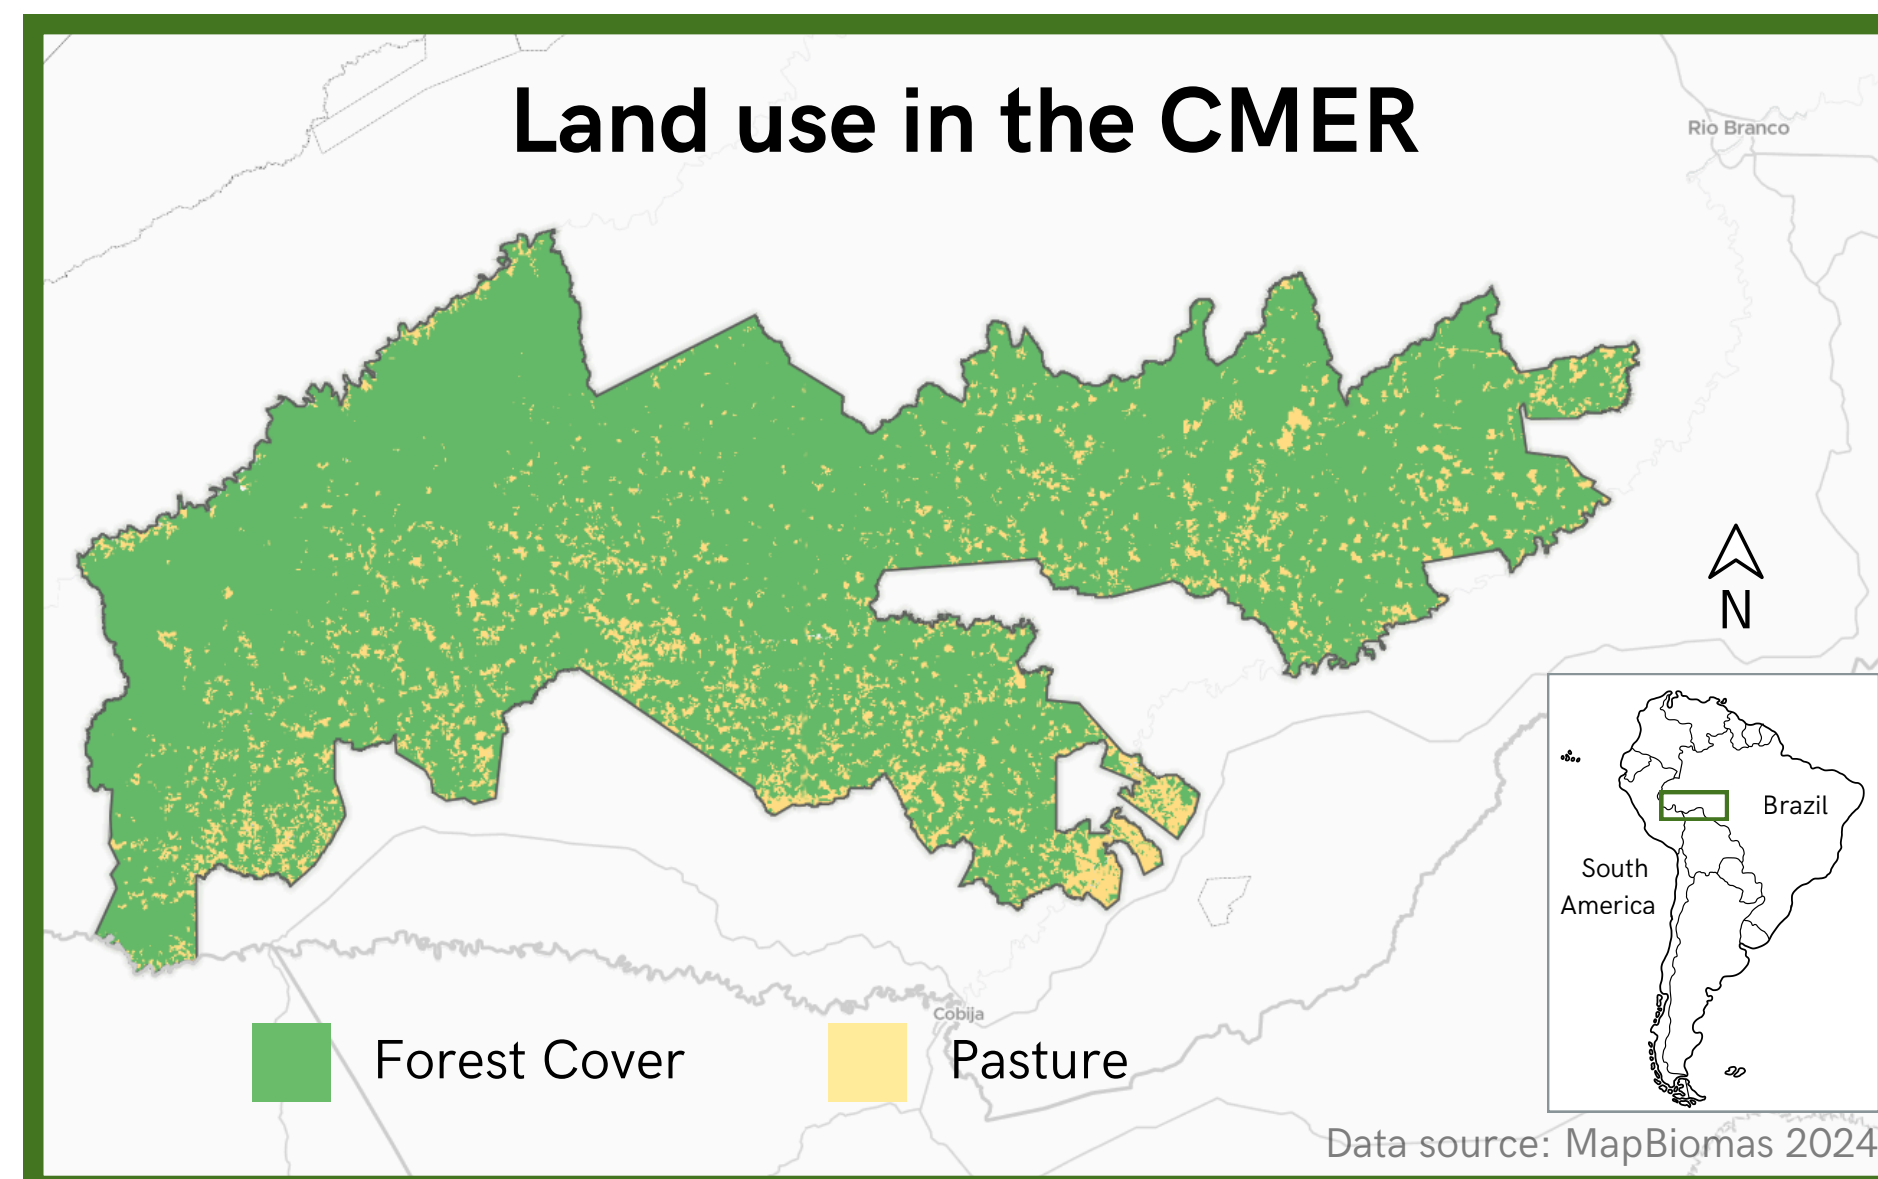 Land use in the CMER
Rio Branco
N
Brazil
South
America
Cobija
Forest Cover
Pasture
Data source: MapBiomas 2024